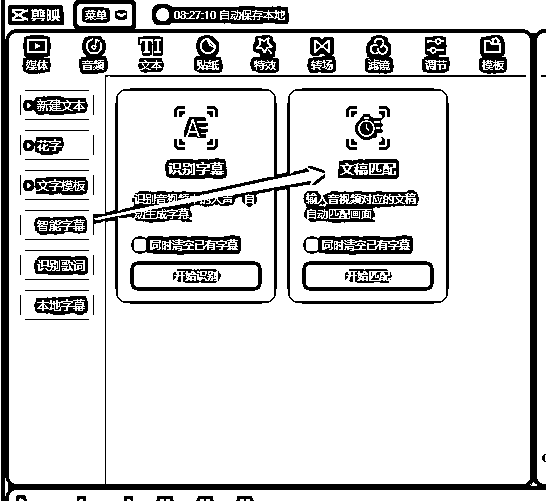 剪映 菜单 03:27:10 自动保存本地
媒体 音频 文本 贴纸 特效 转场 滤镜 调节 模板
新建文本
花字
文字模板
智能字幕
识别歌词
本地字幕
识别字幕
识别音视频中的人声,自
动生成字幕
同时清空已有字幕
开始识别
文稿匹配
输入音视频对应的文稿
自动匹配画面
同时清空已有字幕
开始匹配